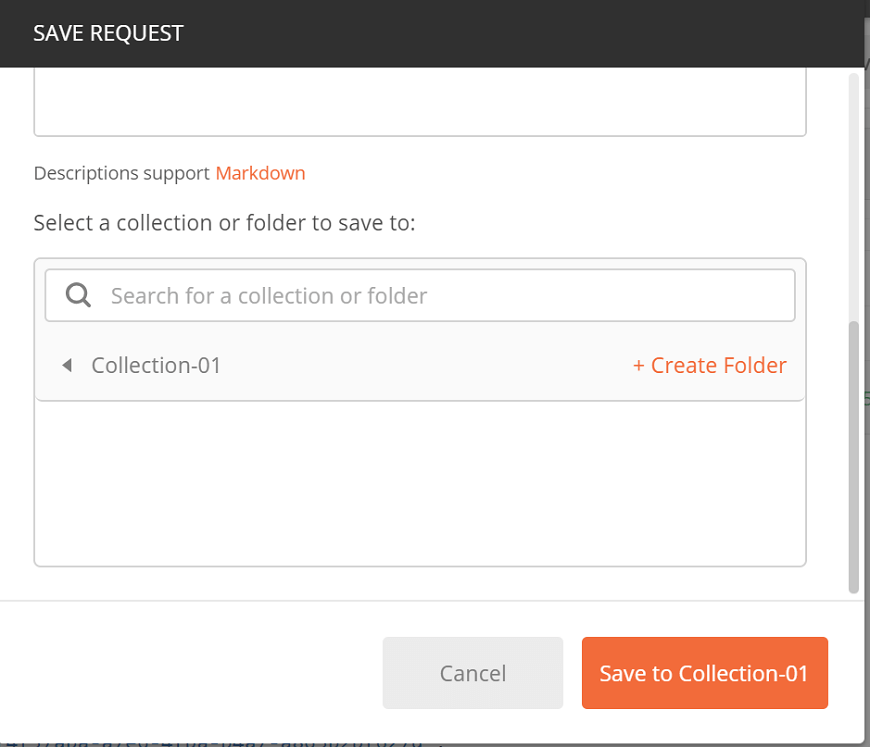 SAVE REQUEST
Descriptions support Markdown
Select a collection or folder to save to:
Search for a collection or folder
Collection-01
+ Create Folder
Cancel
Save to Collection-01